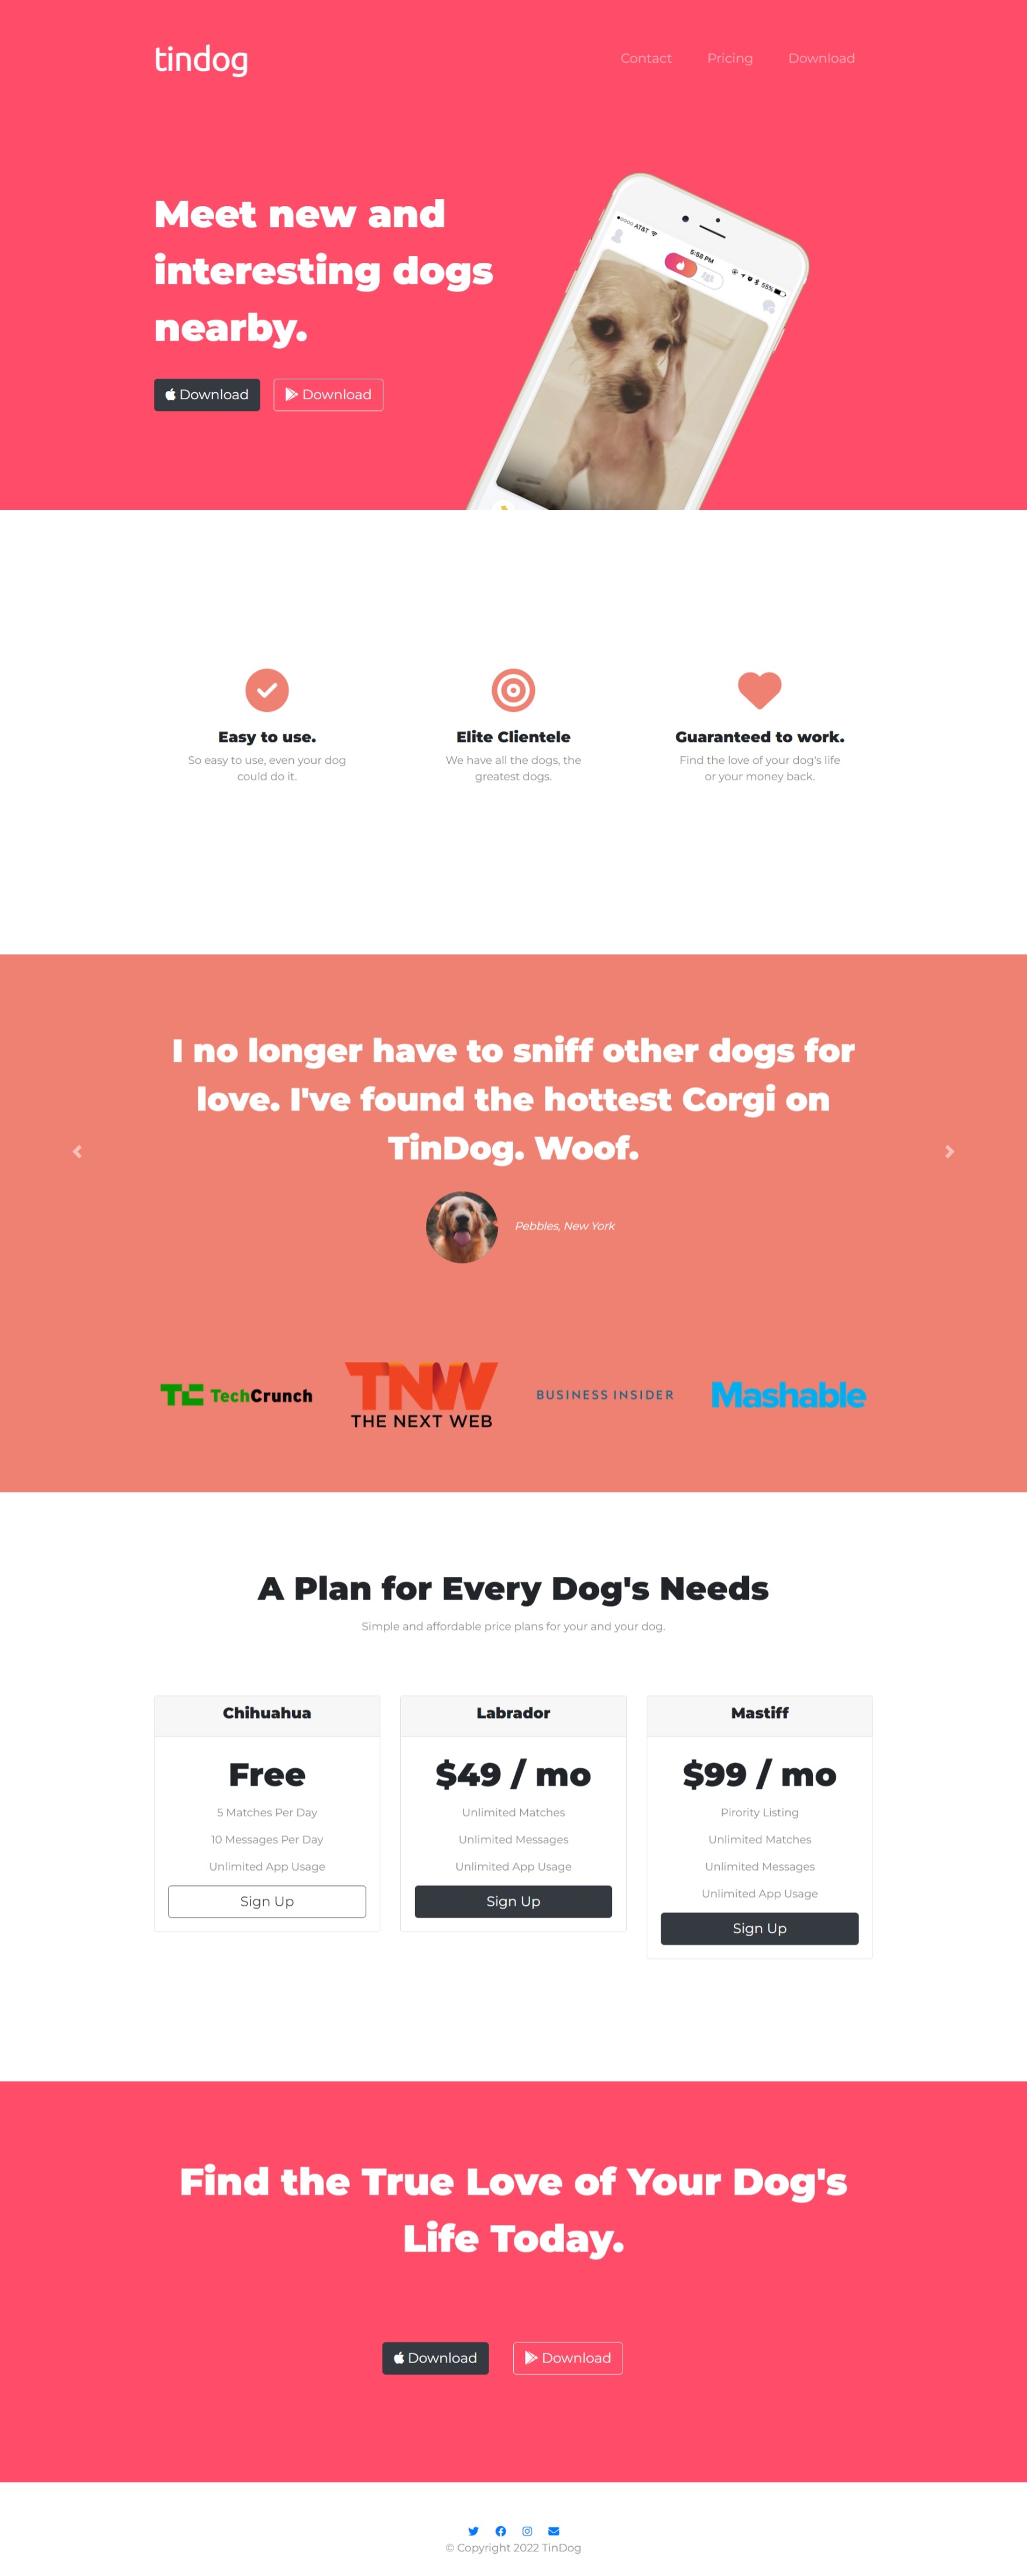 tindog
Contact Pricing Download
Meet new and
interesting dogs
nearby.
Download Download
●○○○○ AT&T
5:58 PM
55%
Easy to use.
So easy to use, even your dog
could do it.
Elite Clientele
We have all the dogs, the
greatest dogs.
Guaranteed to work.
Find the love of your dog's life
or your money back.
I no longer have to sniff other dogs for
love. I've found the hottest Corgi on
TinDog. Woof.
Pebbles, New York
TC TechCrunch
TNW
THE NEXT WEB
BUSINESS INSIDER
Mashable
A Plan for Every Dog's Needs
Simple and affordable price plans for your and your dog.
Chihuahua
Free
5 Matches Per Day
10 Messages Per Day
Unlimited App Usage
Sign Up
Labrador
$49 / mo
Unlimited Matches
Unlimited Messages
Unlimited App Usage
Sign Up
Mastiff
$99 / mo
Pirority Listing
Unlimited Matches
Unlimited Messages
Unlimited App Usage
Sign Up
Find the True Love of Your Dog's
Life Today.
Download Download
© Copyright 2022 TinDog